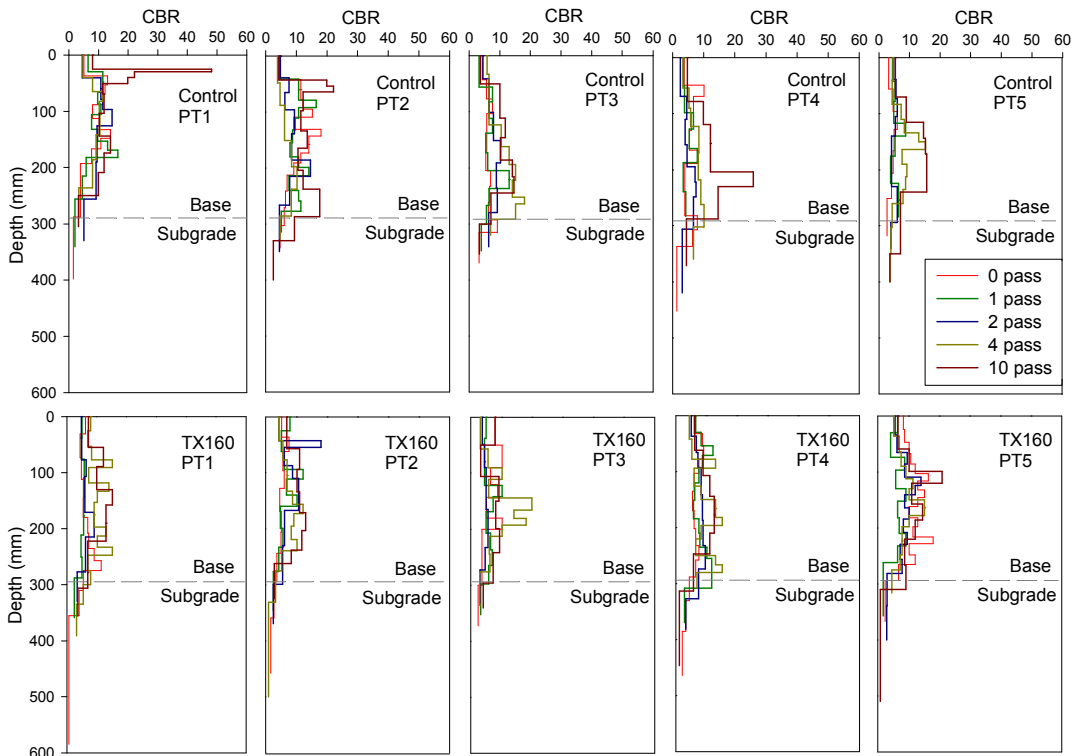 CBR CBR CBR CBR CBR
0 10 20 30 40 50 60 0 10 20 30 40 50 60 0 10 20 30 40 50 60 0 10 20 30 40 50 60 0 10 20 30 40 50 60
Depth (mm)
0
100
200
300
400
500
600
Control
PT1
Base
Subgrade
Control
PT2
Base
Subgrade
Control
PT3
Base
Subgrade
Control
PT4
Base
Subgrade
Control
PT5
Base
Subgrade
0 pass
1 pass
2 pass
4 pass
10 pass
Depth (mm)
0
100
200
300
400
500
600
TX160
PT1
Base
Subgrade
TX160
PT2
Base
Subgrade
TX160
PT3
Base
Subgrade
TX160
PT4
Base
Subgrade
TX160
PT5
Base
Subgrade